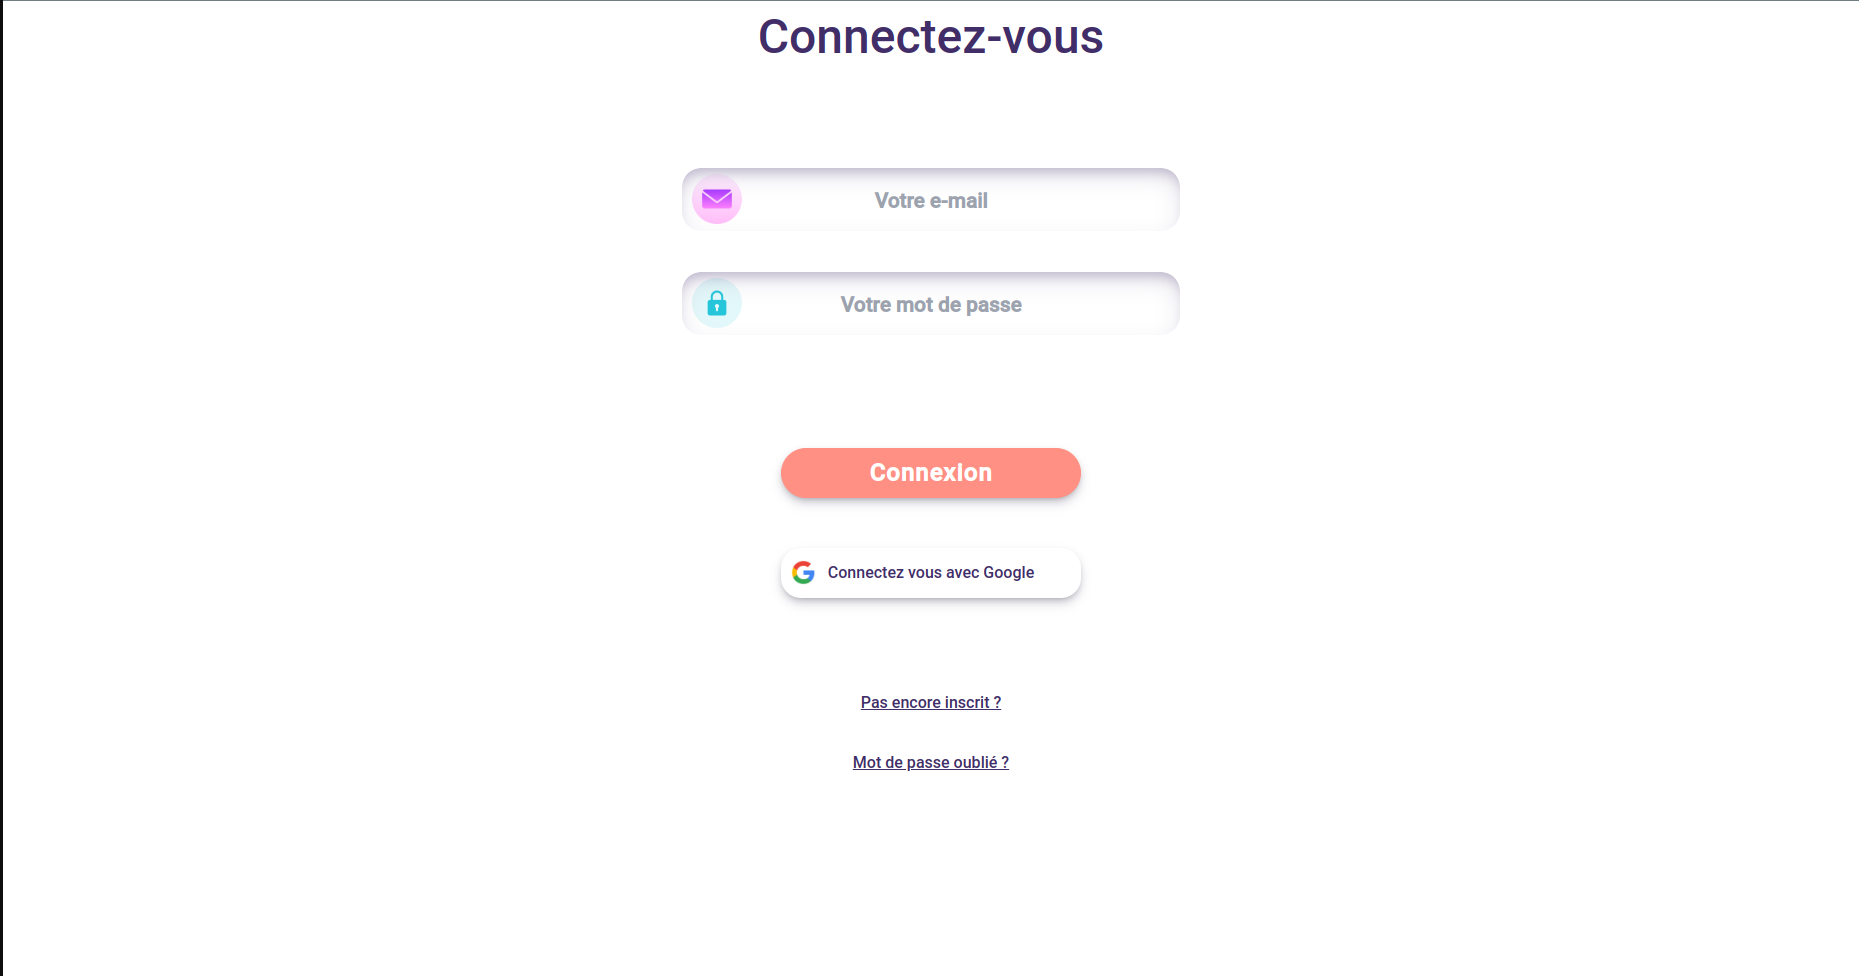 Connectez-vous
Votre e-mail
Votre mot de passe
Connexion
Connectez vous avec Google
Pas encore inscrit ?
Mot de passe oublié ?